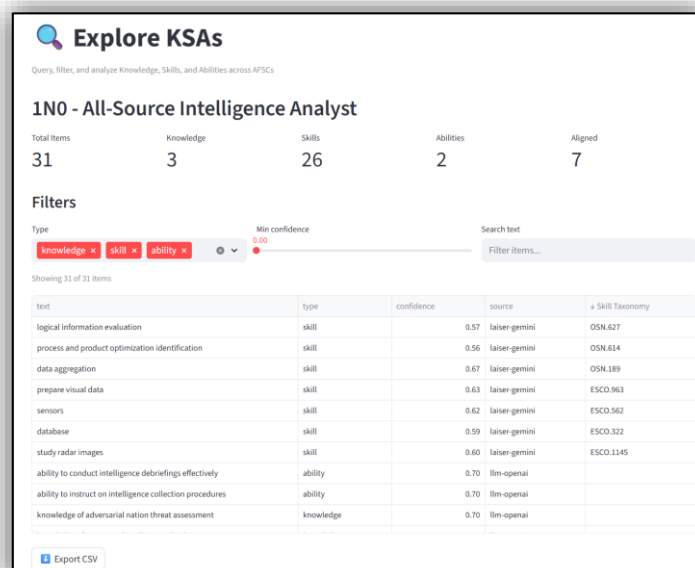 Explore KSAs
Query, filter, and analyze Knowledge, Skills, and Abilities across AFSCs
1N0 - All-Source Intelligence Analyst
Total Items Knowledge Skills Abilities Aligned
31 3 26 2 7
Filters
Type Min confidence Search text
knowledge × skill × ability × 0.00 Filter items...
Showing 31 of 31 items
text type confidence source ↓ Skill Taxonomy
logical information evaluation skill 0.57 laiser-gemini OSN.627
process and product optimization identification skill 0.56 laiser-gemini OSN.614
data aggregation skill 0.67 laiser-gemini OSN.189
prepare visual data skill 0.63 laiser-gemini ESCO.963
sensors skill 0.62 laiser-gemini ESCO.562
database skill 0.59 laiser-gemini ESCO.322
study radar images skill 0.60 laiser-gemini ESCO.1145
ability to conduct intelligence debriefings effectively ability 0.70 llm-openai
ability to instruct on intelligence collection procedures ability 0.70 llm-openai
knowledge of adversarial nation threat assessment knowledge 0.70 llm-openai
Export CSV